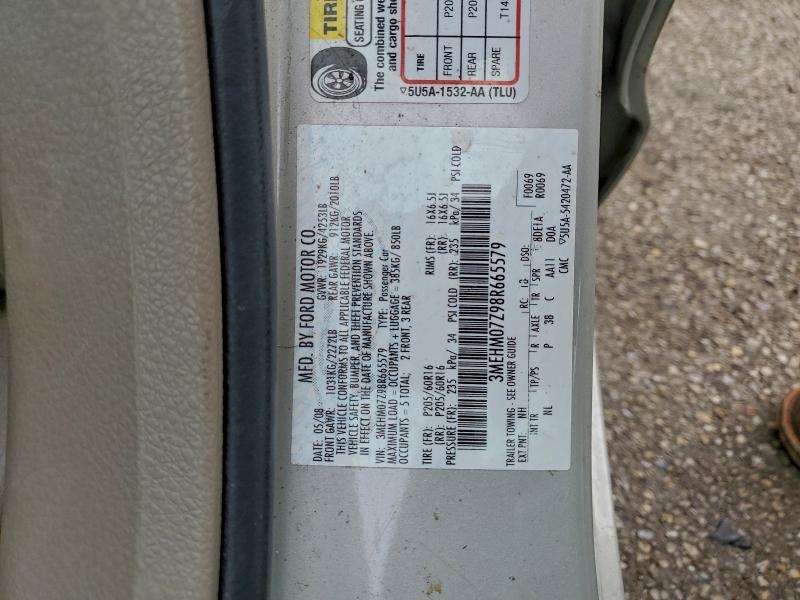 TIRE
SEATING
The combined
and cargo
TIRE
FRONT P20
REAR P20
SPARE T14
▽5U5A-1532-AA (TLU)
MFD. BY FORD MOTOR CO.
DATE: 05/08 GVWR: 1929KG/4253LB
FRONT GAWR: 1031KG/2272LB REAR GAWR: 912KG/2010LB
THIS VEHICLE CONFORMS TO ALL APPLICABLE FEDERAL MOTOR
VEHICLE SAFETY, BUMPER, AND THEFT PREVENTION STANDARDS
IN EFFECT ON THE DATE OF MANUFACTURE SHOWN ABOVE.
VIN: 3MEHM07Z98R665579 TYPE: Passenger Car
MAXIMUM LOAD = OCCUPANTS + LUGGAGE = 385KG/ 850LB
OCCUPANTS = 5 TOTAL; 2 FRONT, 3 REAR
TIRE (FR): P205/60R16 RIMS (FR): 16X6.5J
(RR): P205/60R16 (RR): 16X6.5J
PRESSURE (FR): 235 kPa/ 34 PSI COLD (RR): 235 kPa/ 34 PSI COLD
3MEHM07Z98R665579
TRAILER TOWING - SEE OWNER GUIDE F0069
EXT PNT: NH RC: 13 DSO: R0069
INT TR TP/PS R AXLE TR SPR 8DE1A
NL P 38 C AA11 DOA
CMC ▽5U5A-5420472-AA